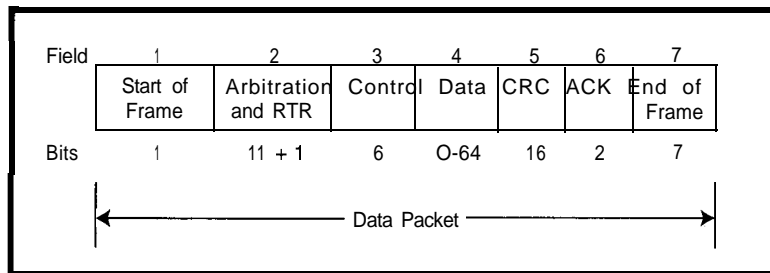 Field 1 2 3 4 5 6 7
Start of Arbitration Control Data CRC ACK End of
Frame and RTR Frame
Bits 1 11 + 1 6 O-64 16 2 7
Data Packet